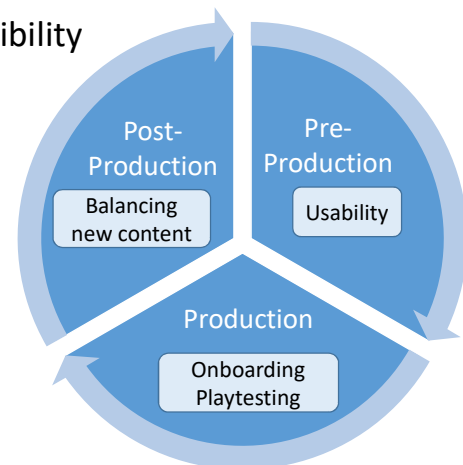 ibility
Post-
Production
Balancing
new content
Pre-
Production
Usability
Production
Onboarding
Playtesting